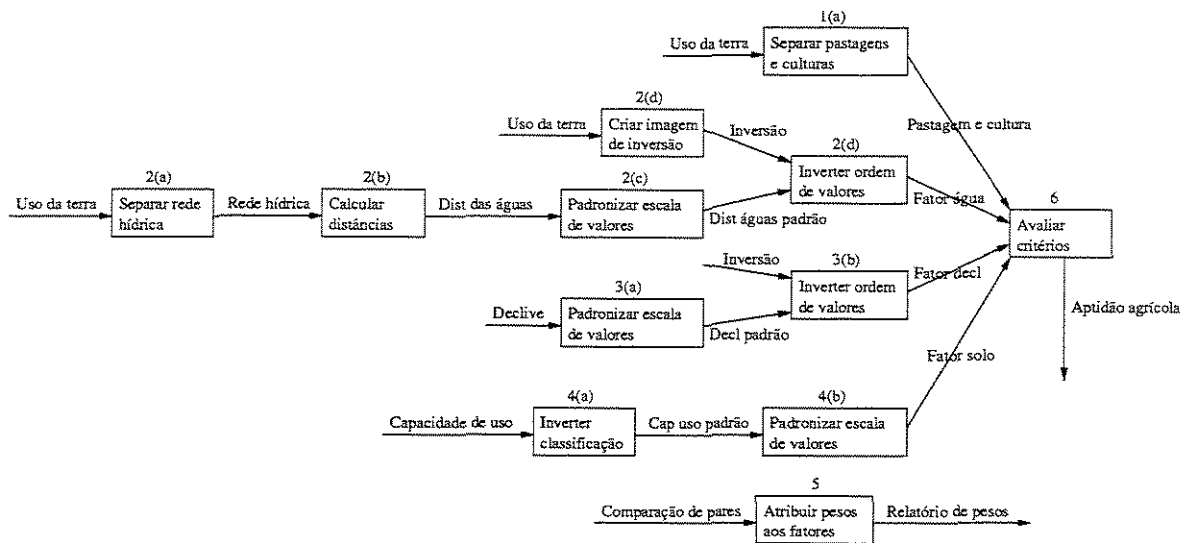 1(a)
Uso da terra
Separar pastagens
e culturas
2(d)
Uso da terra
Criar imagem
de inversão
Inversão
Pastagem e cultura
2(d)
Inverter ordem
de valores
2(a)
Uso da terra
Separar rede
hídrica
Rede hídrica
2(b)
Calcular
distâncias
Dist das águas
2(c)
Padronizar escala
de valores
Dist águas padrão
Fator água
6
Avaliar
critérios
Inversão
3(b)
Inverter ordem
de valores
Fator decl
3(a)
Declive
Padronizar escala
de valores
Decl padrão
Aptidão agrícola
Fator solo
4(a)
Capacidade de uso
Inverter
classificação
Cap uso padrão
4(b)
Padronizar escala
de valores
5
Comparação de pares
Atribuir pesos
aos fatores
Relatório de pesos